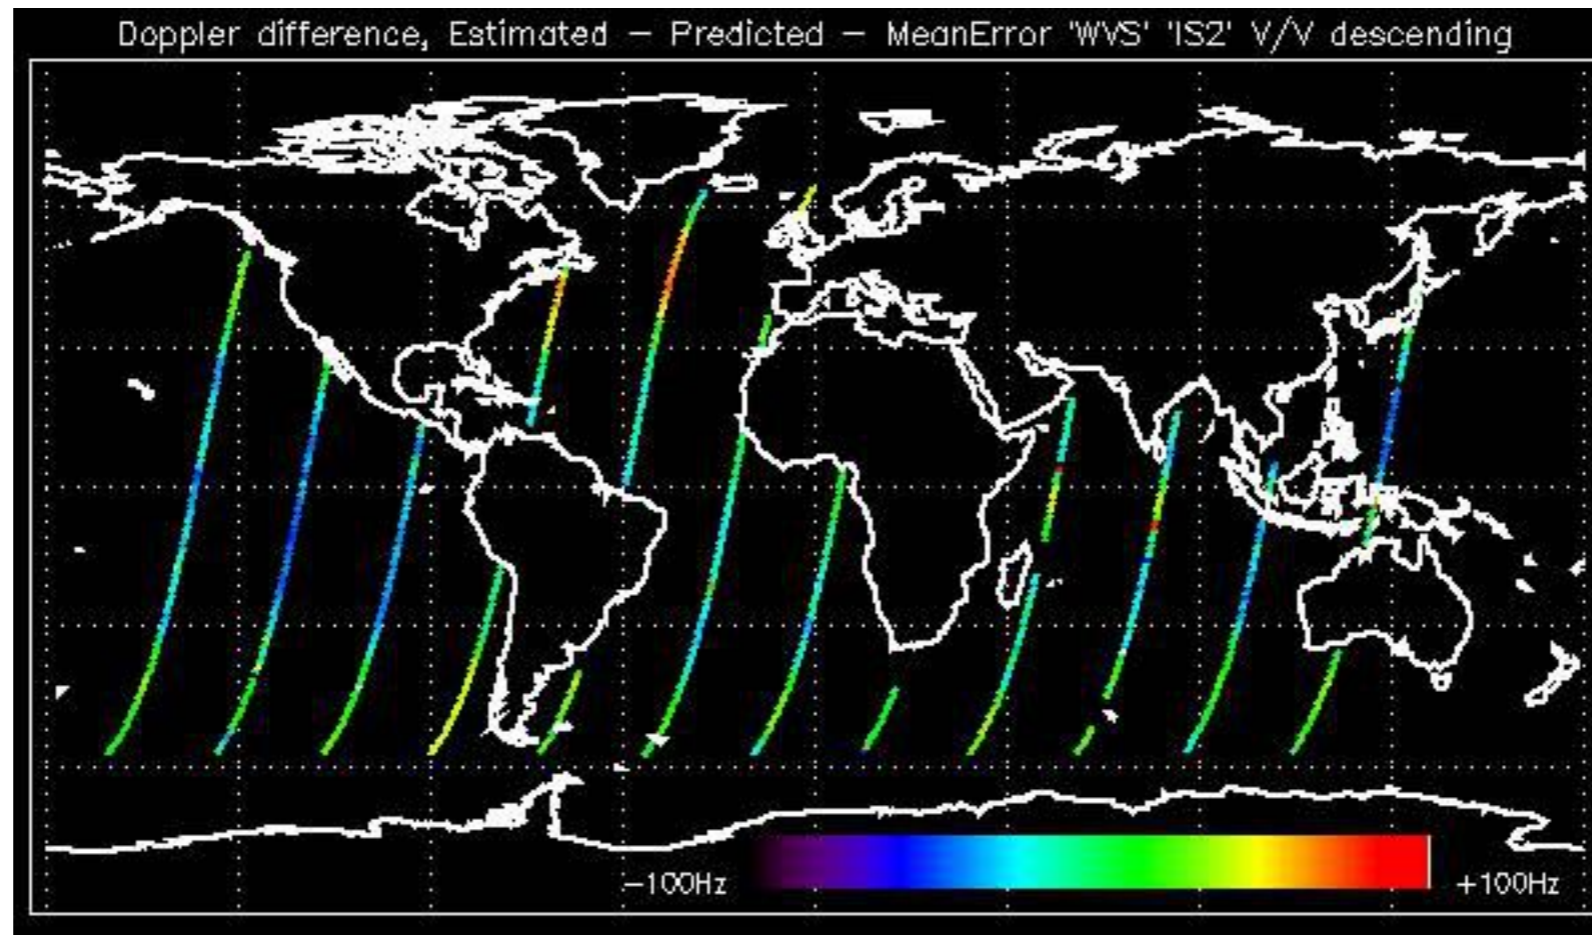 Doppler difference, Estimated – Predicted – MeanError 'WVS' 'IS2' V/V descending
–100Hz +100Hz